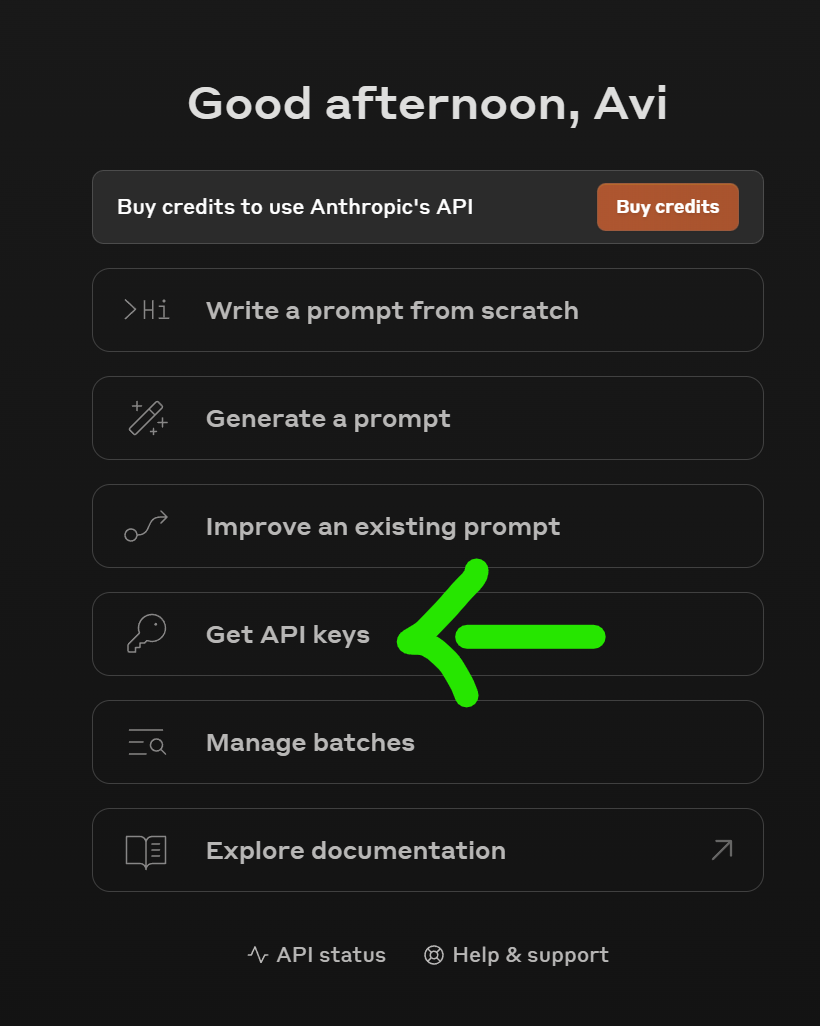 Good afternoon, Avi
Buy credits to use Anthropic's API
Buy credits
>Hi
Write a prompt from scratch
Generate a prompt
Improve an existing prompt
Get API keys
Manage batches
Explore documentation
API status
Help & support